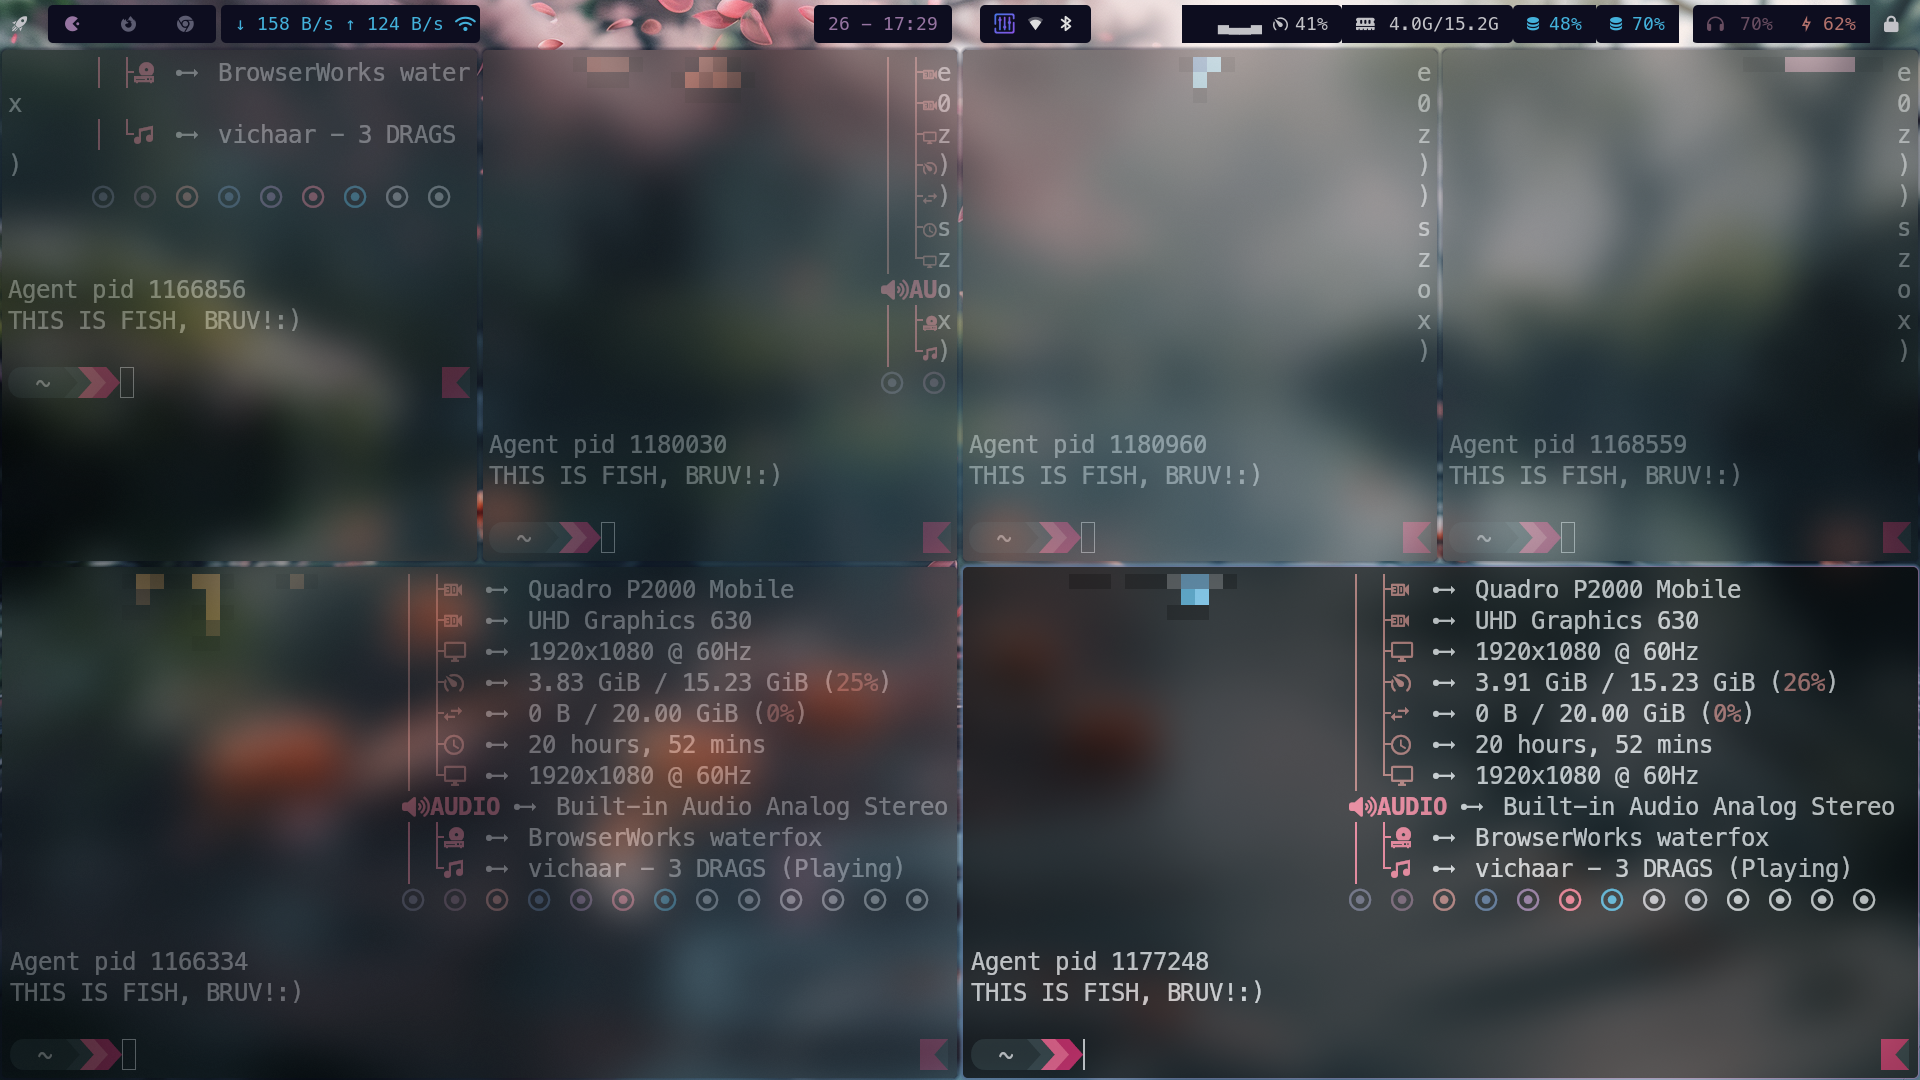 ↓ 158 B/s ↑ 124 B/s
26 — 17:29
41%
4.0G/15.2G
48%
70%
70%
62%
BrowserWorks water
x
vichaar – 3 DRAGS
)
Agent pid 1166856
THIS IS FISH, BRUV!:)
~
e
0
z
)
)
s
z
AUo
x
)
Agent pid 1180030
THIS IS FISH, BRUV!:)
~
e
0
z
)
)
s
z
o
x
)
Agent pid 1180960
THIS IS FISH, BRUV!:)
~
e
0
z
)
)
s
z
o
x
)
Agent pid 1168559
THIS IS FISH, BRUV!:)
~
Quadro P2000 Mobile
UHD Graphics 630
1920x1080 @ 60Hz
3.83 GiB / 15.23 GiB (25%)
0 B / 20.00 GiB (0%)
20 hours, 52 mins
1920x1080 @ 60Hz
AUDIO Built-in Audio Analog Stereo
BrowserWorks waterfox
vichaar – 3 DRAGS (Playing)
Agent pid 1166334
THIS IS FISH, BRUV!:)
~
Quadro P2000 Mobile
UHD Graphics 630
1920x1080 @ 60Hz
3.91 GiB / 15.23 GiB (26%)
0 B / 20.00 GiB (0%)
20 hours, 52 mins
1920x1080 @ 60Hz
AUDIO Built-in Audio Analog Stereo
BrowserWorks waterfox
vichaar – 3 DRAGS (Playing)
Agent pid 1177248
THIS IS FISH, BRUV!:)
~